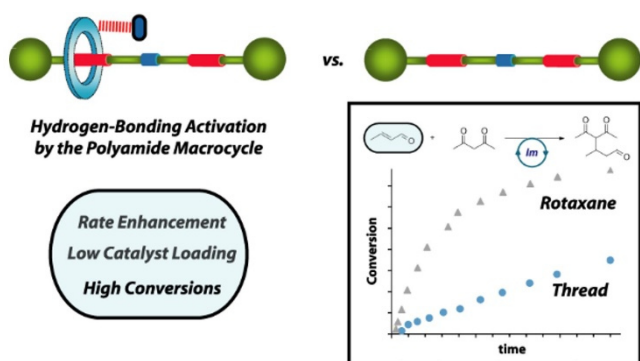 vs.
Hydrogen-Bonding Activation
by the Polyamide Macrocycle
Rate Enhancement
Low Catalyst Loading
High Conversions
O + O O Im O O O
Rotaxane
Thread
Conversion
time